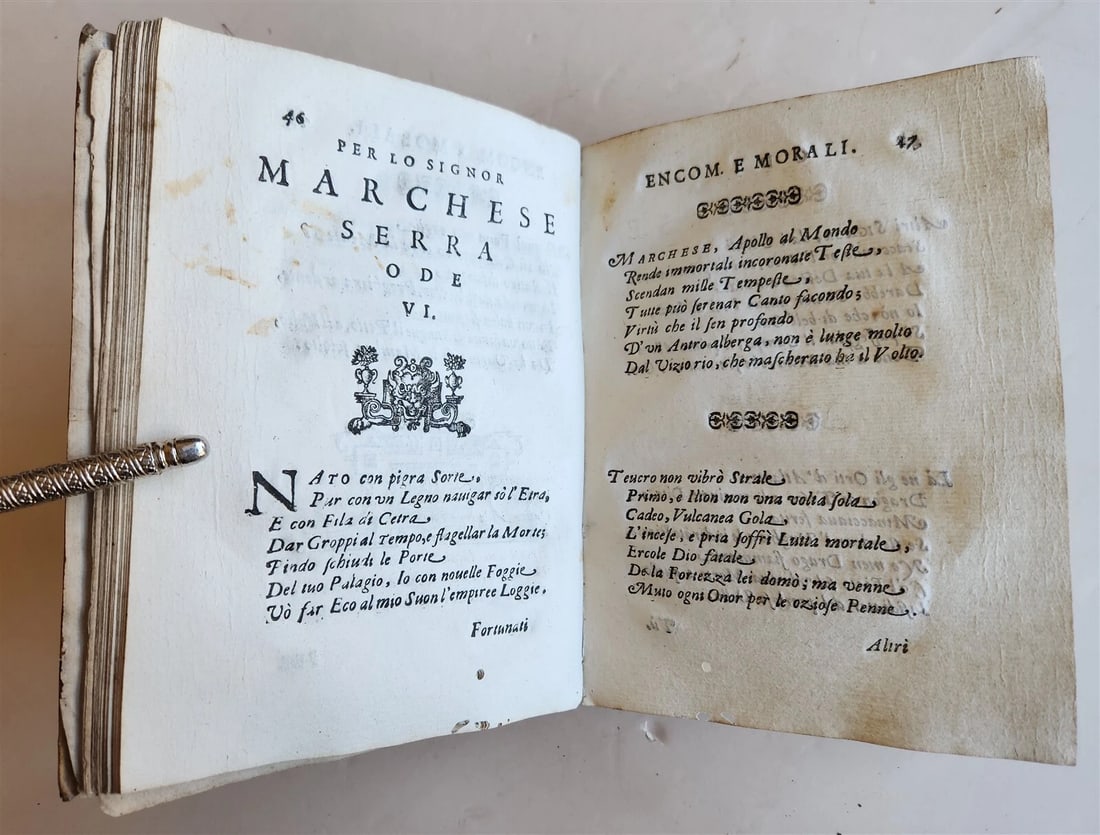 46
PER LO SIGNOR
MARCHESE
SERRA
ODE
VI.
NATO con pigra Sorte,
Par con vn Legno nauigar sò l'Etra,
E con Fila di Cetra
Dar Groppi al Tempo, e flagellar la Morte;
Findo schiudi le Porte
Del tuo Palagio, Io con nouelle Foggie
Vò far Eco al mio Suon l'empiree Loggie.
Fortunati
ENCOM. E MORALI. 47
MARCHESE, Apollo al Mondo
Rende immortali incoronate Teste,
Scendan mille Tempeste,
Tutte può serenar Canto facondo;
Virtù che il sen profondo
D'vn Antro alberga, non è lunge molto
Dal Vizio rio, che mascherato ha il Volto.
Teucro non vibrò Strale
Primo, e Ilion non vna volta sola
Cadeo, Vulcanea Gola
L'incese, e pria soffrì Lutta mortale,
Ercole Dio fatale
De la Fortezza lei domò; ma venne
Muto ogni Onor per le oziose Penne.
Altri